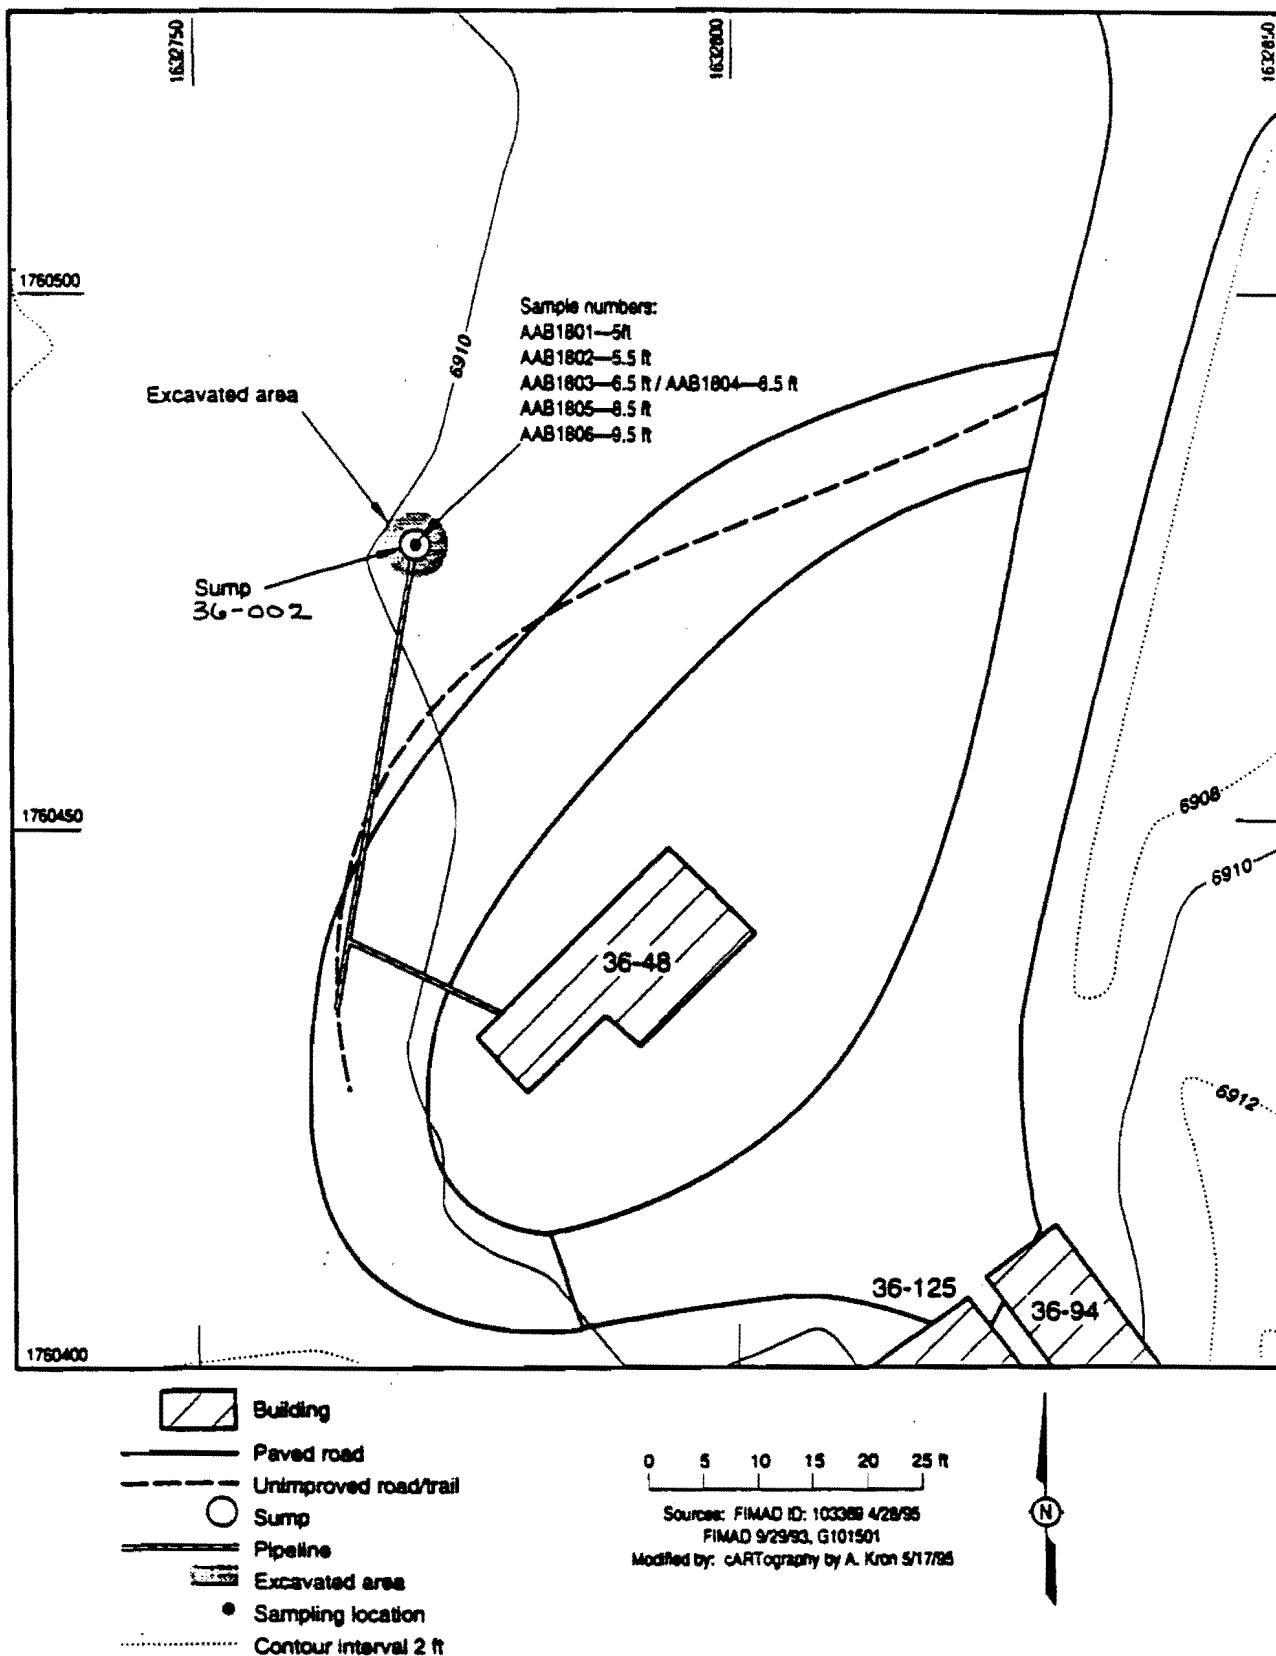 1632750
1632800
1632850
1760500
Sample numbers:
AAB1801—5ft
AAB1802—5.5 ft
AAB1803—6.5 ft / AAB1804—6.5 ft
AAB1805—8.5 ft
AAB1806—9.5 ft
6910
Excavated area
Sump
36-002
1760450
6908
6910
36-48
6912
36-125
36-94
1760400
Building
Paved road
Unimproved road/trail
Sump
Pipeline
Excavated area
Sampling location
Contour interval 2 ft
0 5 10 15 20 25 ft
Sources: FIMAD ID: 103389 4/28/95
FIMAD 9/29/93, G101501
Modified by: cARTography by A. Kron 5/17/95
N